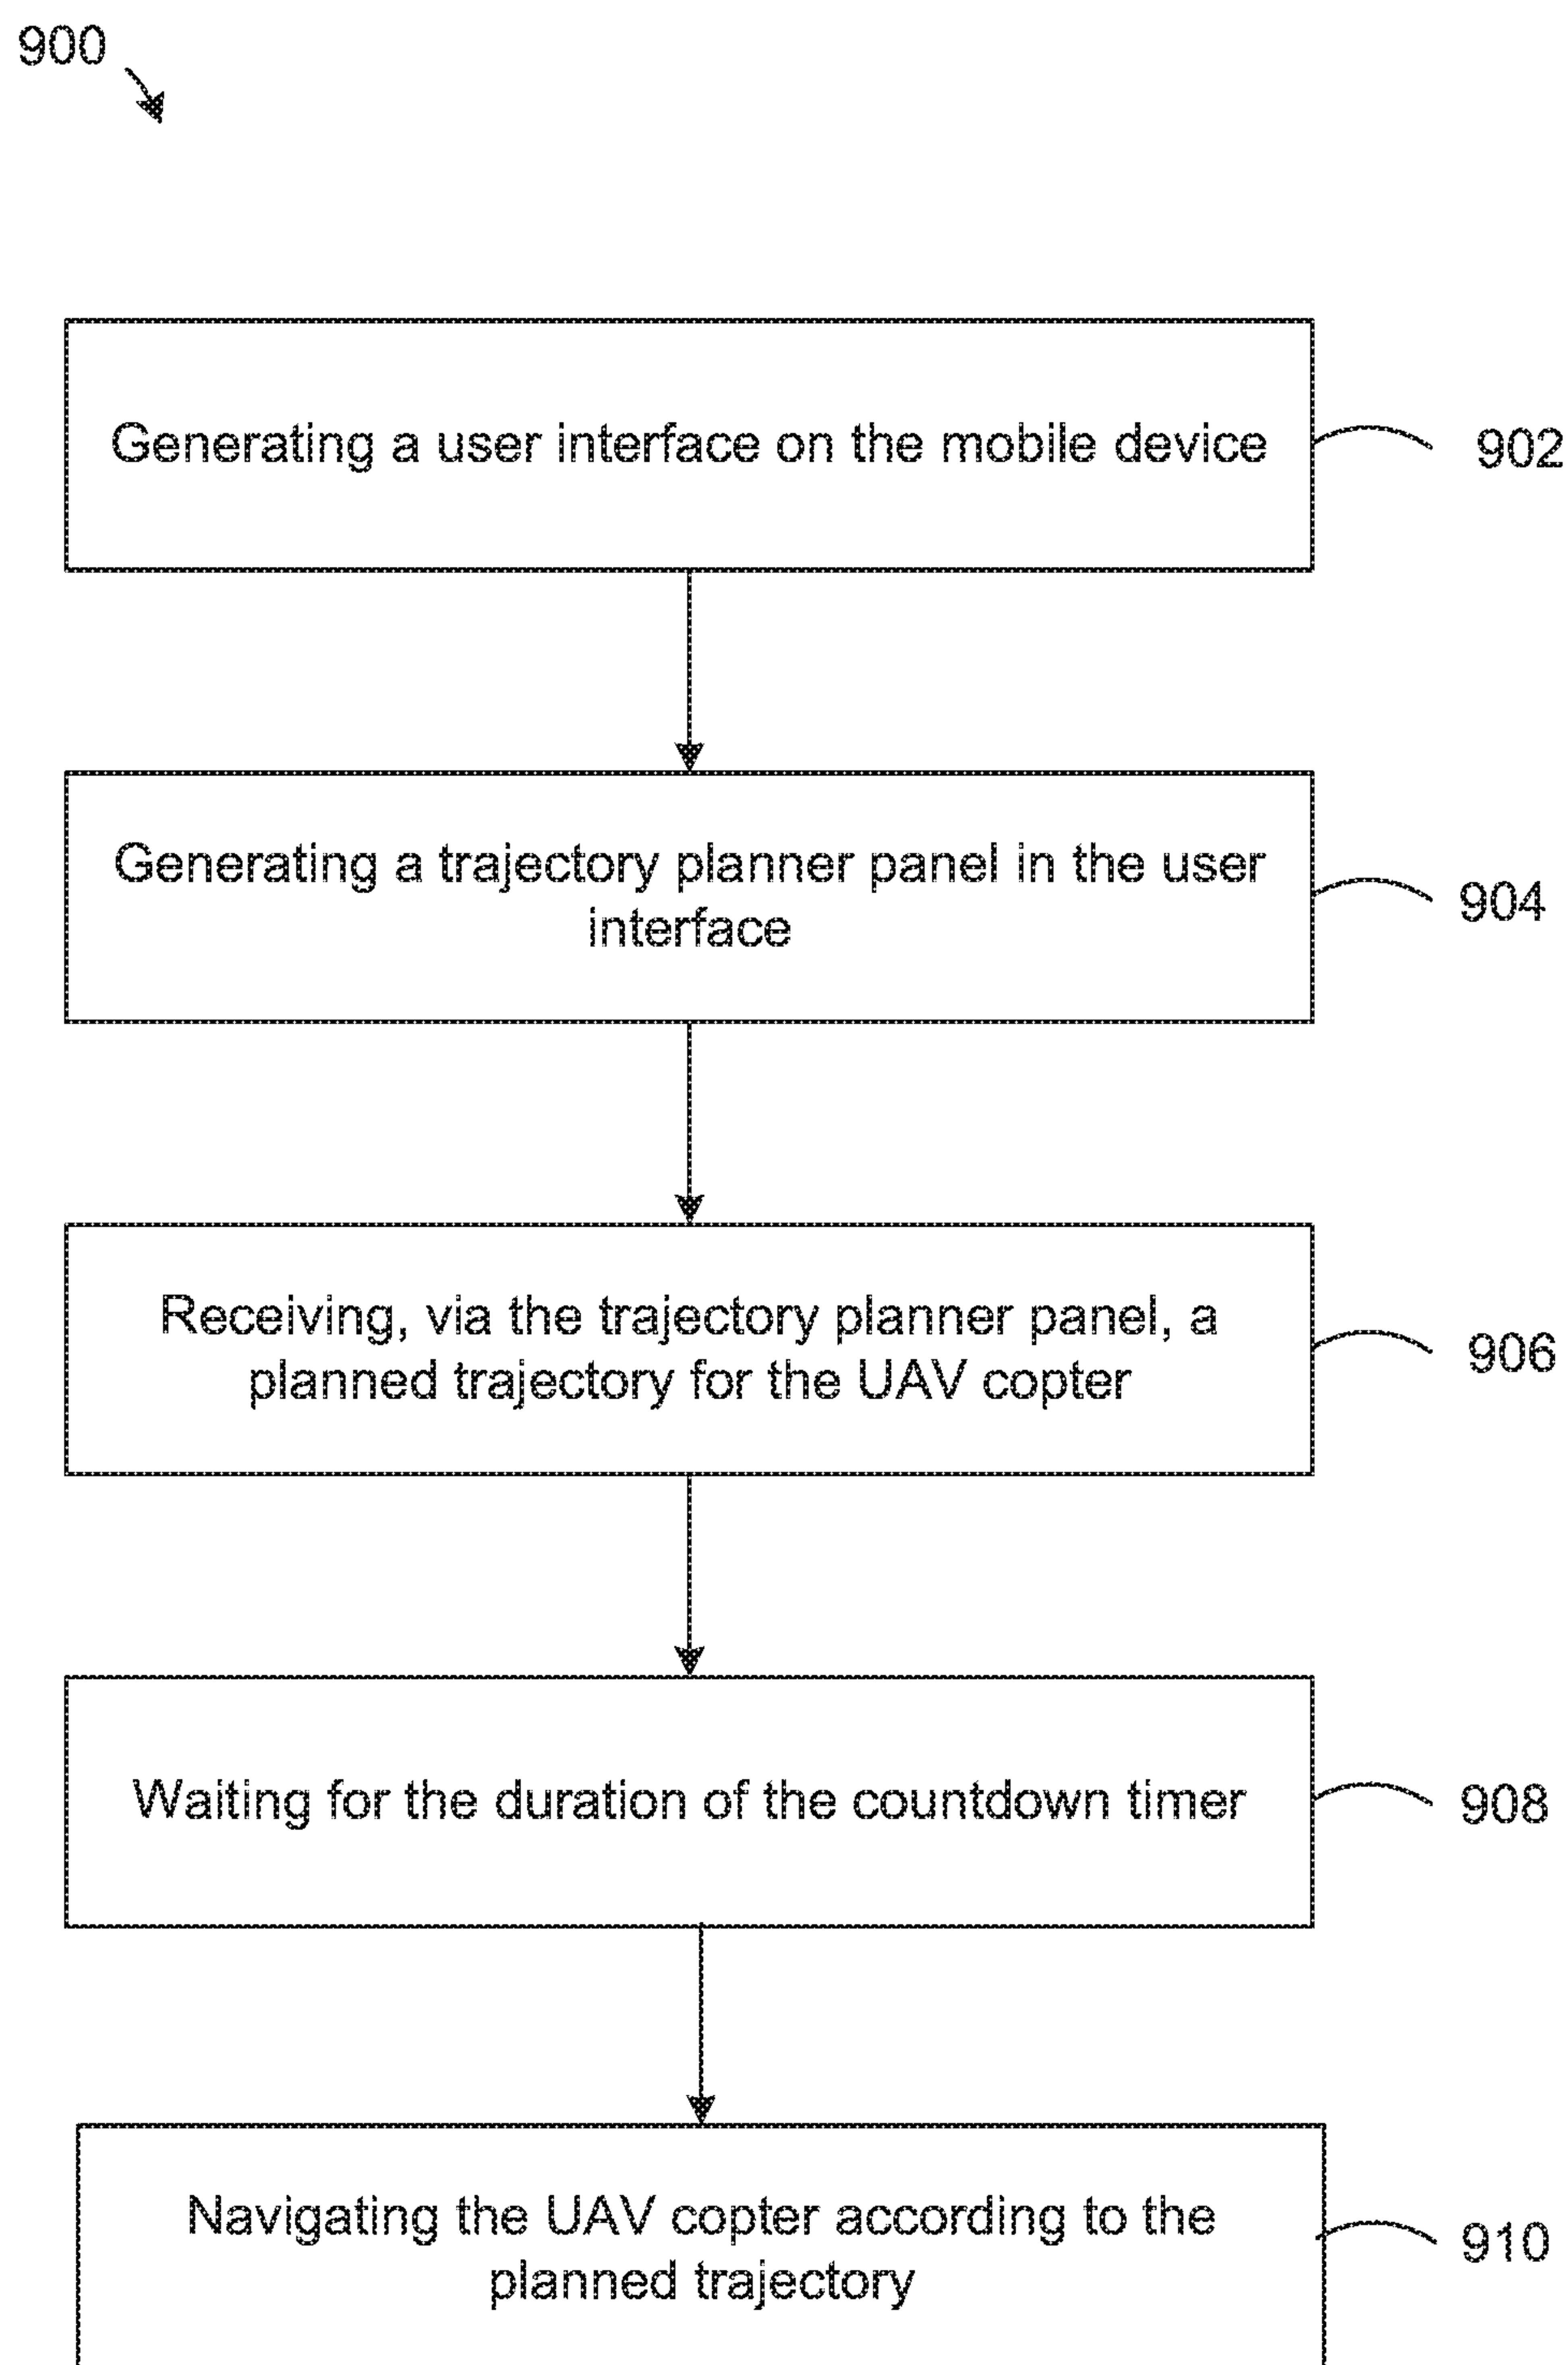 900
Generating a user interface on the mobile device
902
Generating a trajectory planner panel in the user
interface
904
Receiving, via the trajectory planner panel, a
planned trajectory for the UAV copter
906
Waiting for the duration of the countdown timer
908
Navigating the UAV copter according to the
planned trajectory
910